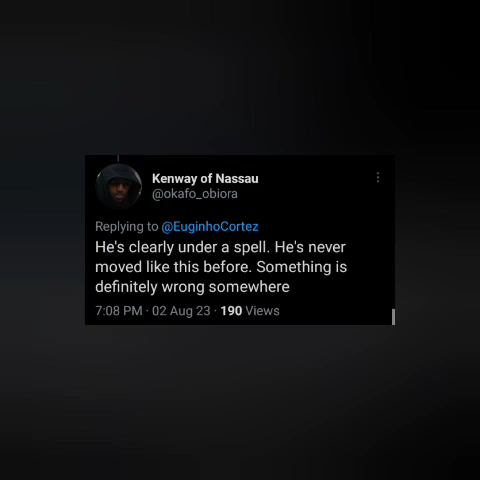 Kenway of Nassau
@okafo_obiora
Replying to @EuginhoCortez
He's clearly under a spell. He's never
moved like this before. Something is
definitely wrong somewhere
7:08 PM · 02 Aug 23 · 190 Views